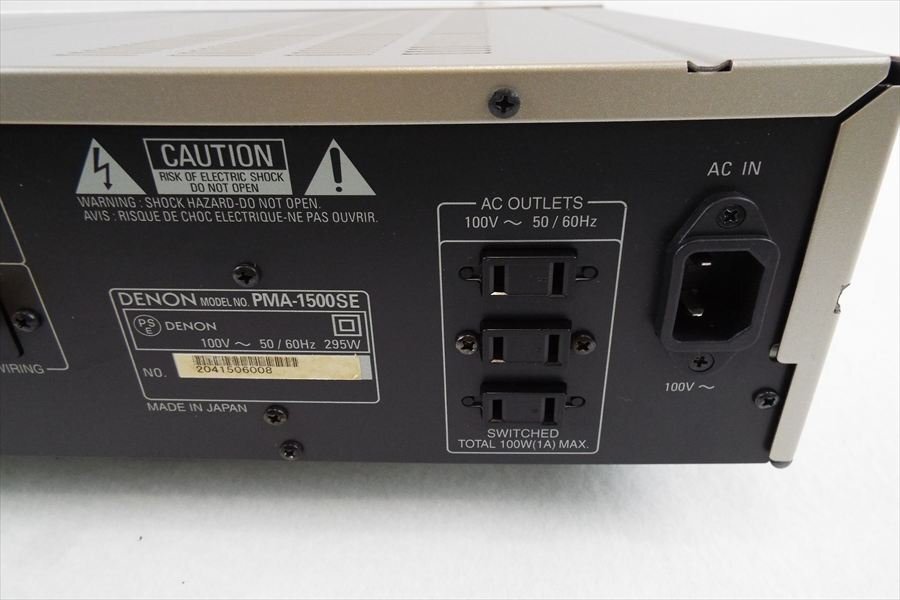 CAUTION
RISK OF ELECTRIC SHOCK
DO NOT OPEN
WARNING : SHOCK HAZARD-DO NOT OPEN.
AVIS : RISQUE DE CHOC ELECTRIQUE-NE PAS OUVRIR.
DENON MODEL NO. PMA-1500SE
PSE DENON
100V ～ 50 / 60Hz 295W
NO. 2041506008
MADE IN JAPAN
AC OUTLETS
100V ～ 50 / 60Hz
SWITCHED
TOTAL 100W(1A) MAX.
AC IN
100V ～